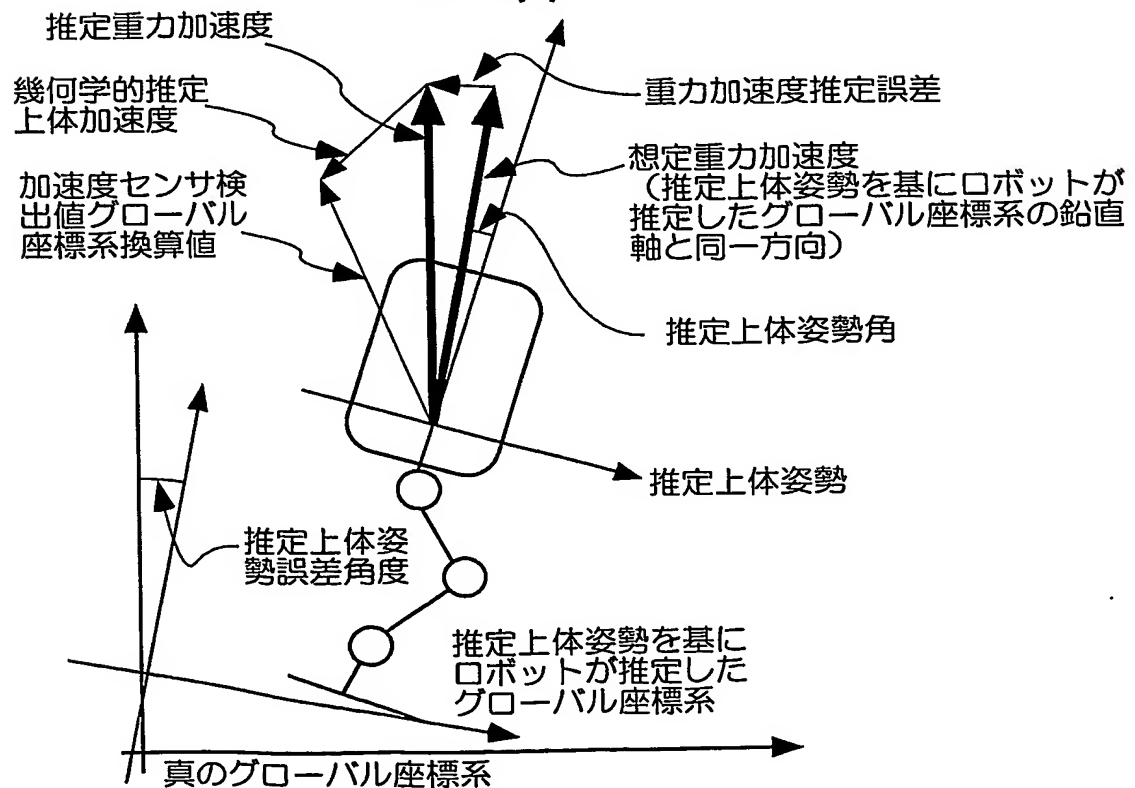 推定重力加速度
幾何学的推定
上体加速度
加速度センサ検
出値グローバル
座標系換算値
重力加速度推定誤差
想定重力加速度
（推定上体姿勢を基にロボットが
推定したグローバル座標系の鉛直
軸と同一方向）
推定上体姿勢角
推定上体姿勢
推定上体姿
勢誤差角度
推定上体姿勢を基に
ロボットが推定した
グローバル座標系
真のグローバル座標系